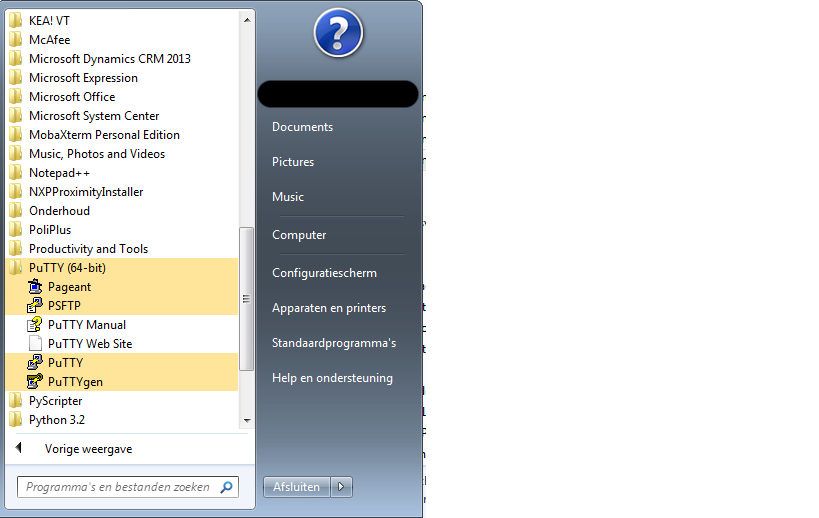 KEA! VT
McAfee
Microsoft Dynamics CRM 2013
Microsoft Expression
Microsoft Office
Microsoft System Center
MobaXterm Personal Edition
Music, Photos and Videos
Notepad++
NXPProximityInstaller
Onderhoud
PoliPlus
Productivity and Tools
PuTTY (64-bit)
Pageant
PSFTP
PuTTY Manual
PuTTY Web Site
PuTTY
PuTTYgen
PyScripter
Python 3.2
Vorige weergave
Programma's en bestanden zoeken
Documents
Pictures
Music
Computer
Configuratiescherm
Apparaten en printers
Standaardprogramma's
Help en ondersteuning
Afsluiten